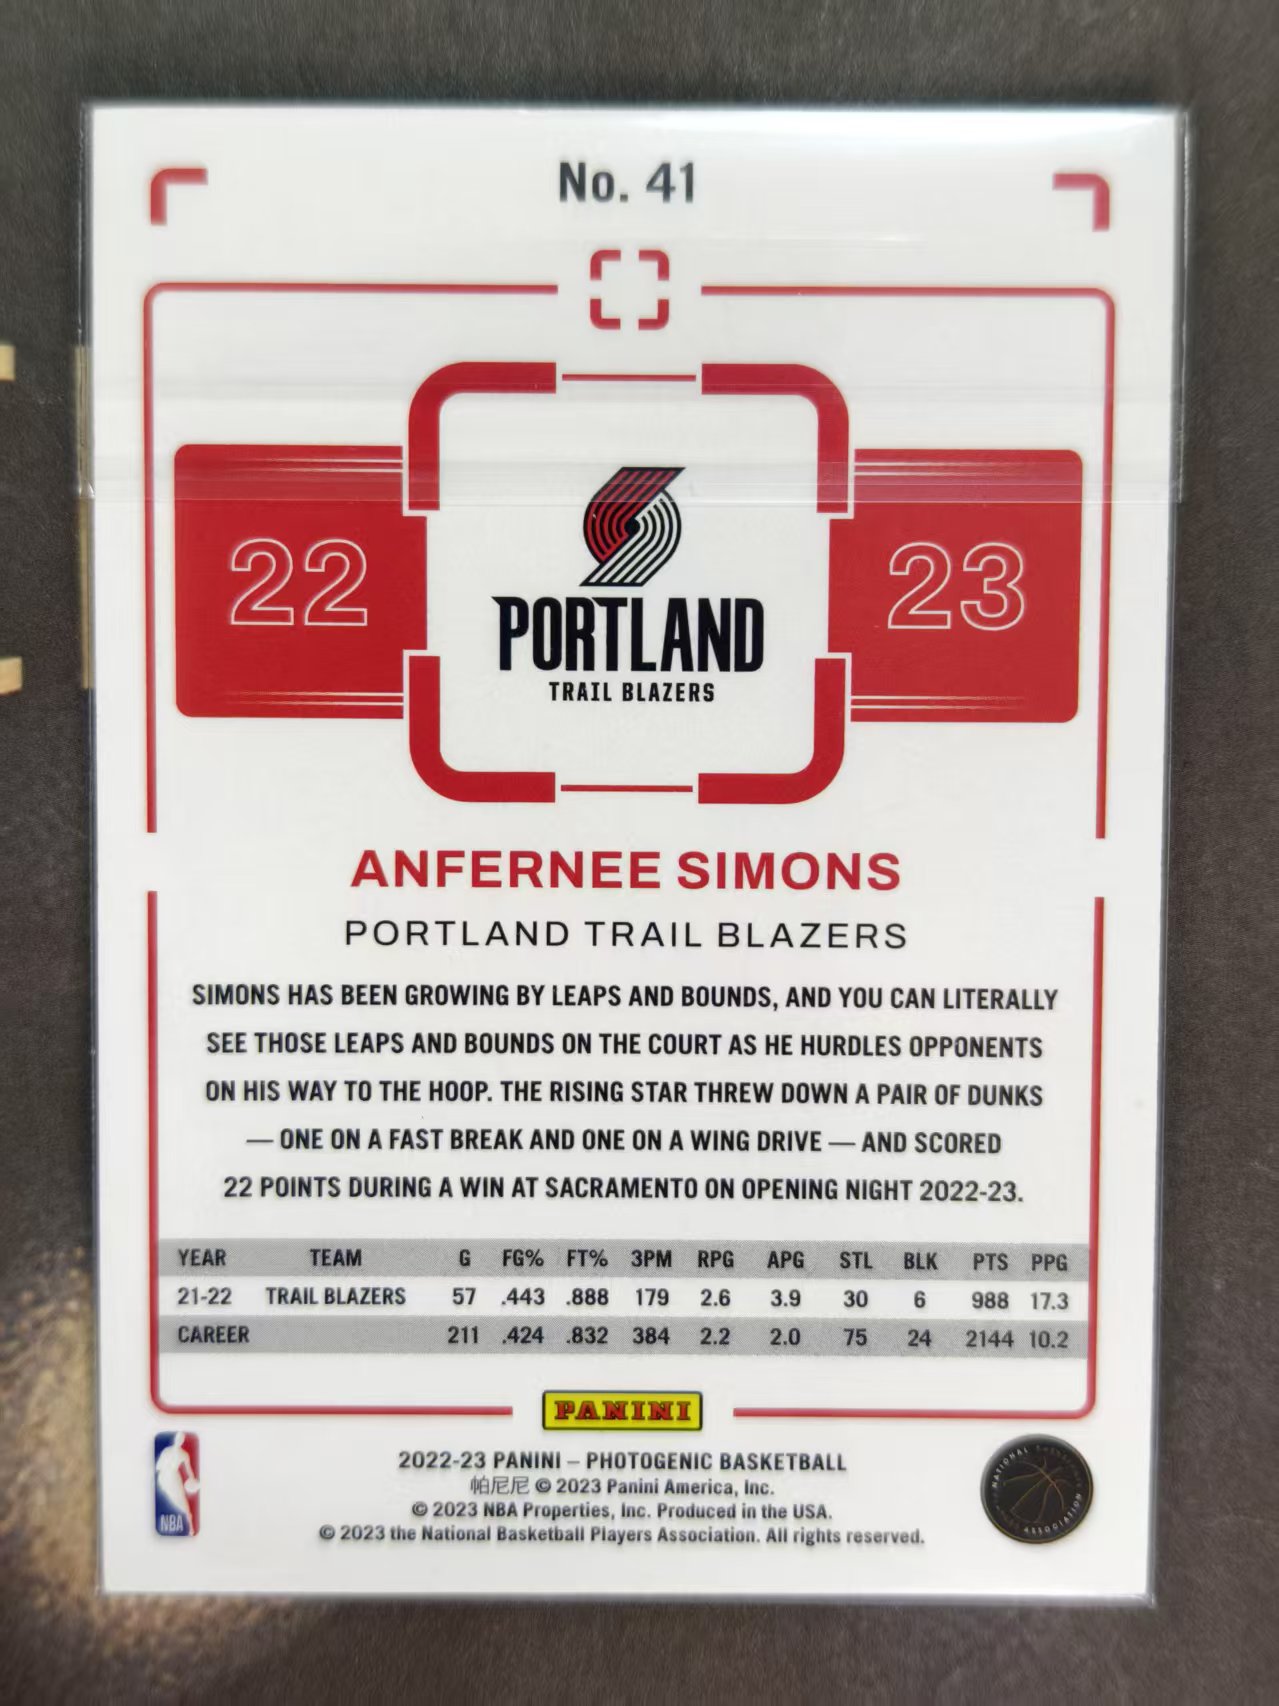 No. 41
22
23
PORTLAND
TRAIL BLAZERS
ANFERNEE SIMONS
PORTLAND TRAIL BLAZERS
SIMONS HAS BEEN GROWING BY LEAPS AND BOUNDS, AND YOU CAN LITERALLY
SEE THOSE LEAPS AND BOUNDS ON THE COURT AS HE HURDLES OPPONENTS
ON HIS WAY TO THE HOOP. THE RISING STAR THREW DOWN A PAIR OF DUNKS
— ONE ON A FAST BREAK AND ONE ON A WING DRIVE — AND SCORED
22 POINTS DURING A WIN AT SACRAMENTO ON OPENING NIGHT 2022-23.
YEAR TEAM G FG% FT% 3PM RPG APG STL BLK PTS PPG
21-22 TRAIL BLAZERS 57 .443 .888 179 2.6 3.9 30 6 988 17.3
CAREER 211 .424 .832 384 2.2 2.0 75 24 2144 10.2
PANINI
2022-23 PANINI – PHOTOGENIC BASKETBALL
帕尼尼 © 2023 Panini America, Inc.
© 2023 NBA Properties, Inc. Produced in the USA.
© 2023 the National Basketball Players Association. All rights reserved.
NBA
NATIONAL ASSOCIATION